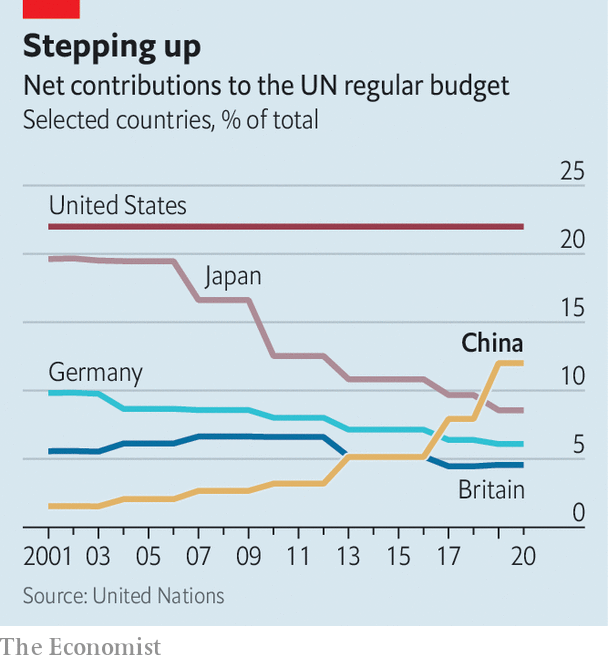 Stepping up
Net contributions to the UN regular budget
Selected countries, % of total
25
United States
20
Japan
15
China
Germany
10
5
Britain
0
2001 03 05 07 09 11 13 15 17 20
Source: United Nations
The Economist